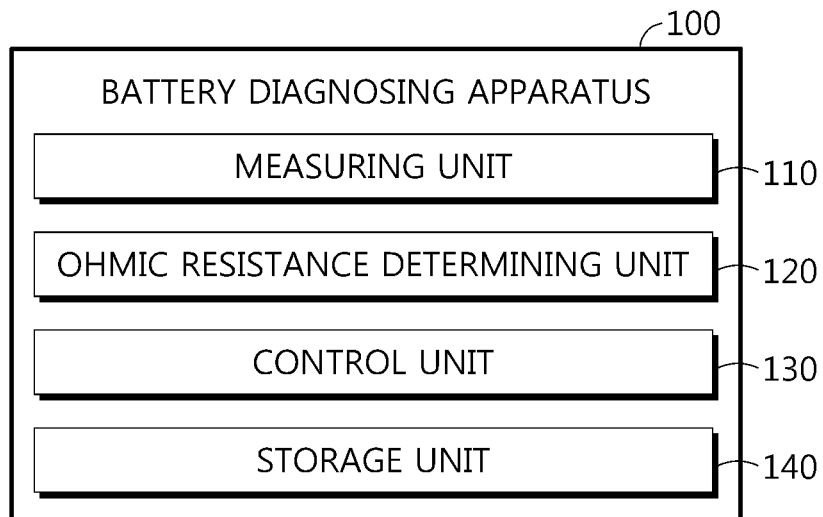 100
BATTERY DIAGNOSING APPARATUS
MEASURING UNIT
110
OHMIC RESISTANCE DETERMINING UNIT
120
CONTROL UNIT
130
STORAGE UNIT
140